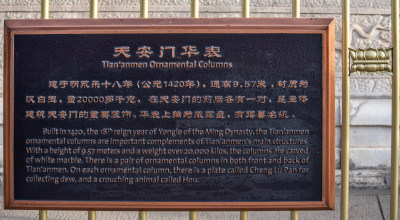 天安门华表
Tian'anmen Ornamental Columns
建于明永乐十八年（公元1420年），通高9.57米，材质为
汉白玉，重20000多千克，在天安门的前后各有一对，是主体
建筑天安门的重要装饰，华表上端为承露盘，有蹲兽名犼。
Built in 1420, the 18th reign year of Yongle of the Ming Dynasty, the Tian'anmen
ornamental columns are important complements of Tian'anmen's main structures.
With a height of 9.57 meters and a weight over 20,000 kilos, the columns are carved
of white marble. There is a pair of ornamental columns in both front and back of
Tian'anmen. On each ornamental column, there is a plate called Cheng Lu Pan for
collecting dew, and a crouching animal called Hou.